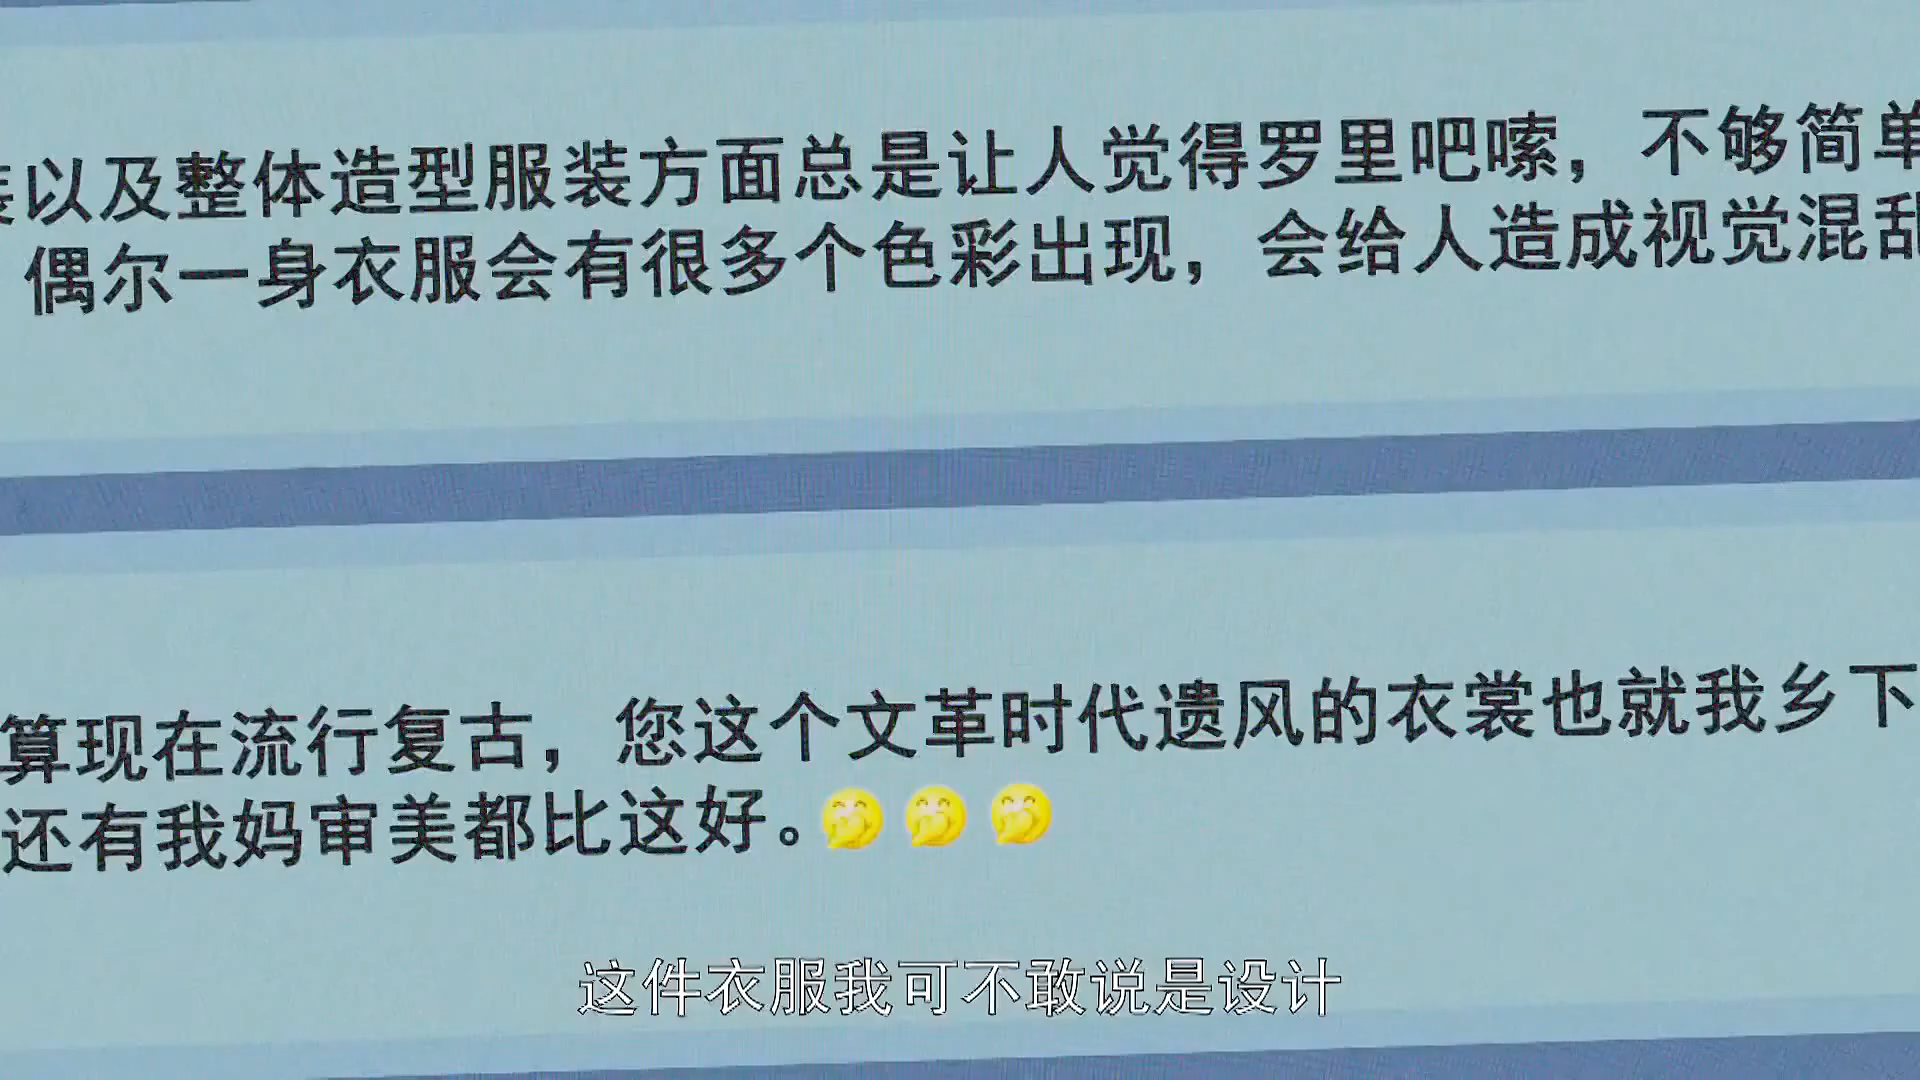 以及整体造型服装方面总是让人觉得罗里吧嗦，不够简单
偶尔一身衣服会有很多个色彩出现，会给人造成视觉混乱
算现在流行复古，您这个文革时代遗风的衣裳也就我乡下
还有我妈审美都比这好。🤭🤭🤭
这件衣服我可不敢说是设计